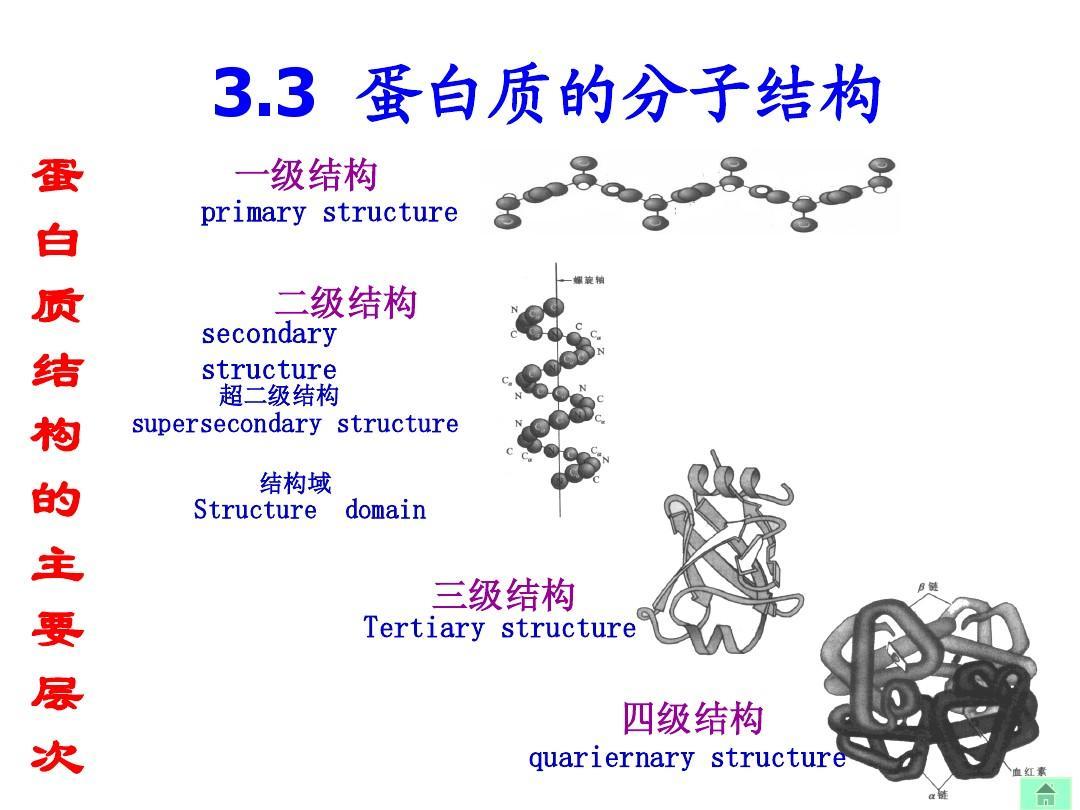 3.3 蛋白质的分子结构
蛋白质结构的主要层次
一级结构
primary structure
二级结构
secondary
structure
超二级结构
supersecondary structure
结构域
Structure domain
三级结构
Tertiary structure
四级结构
quariernary structure
螺旋轴
N
C
C
Cα
N
Cα
N
N
C
N
Cα
C
Cα
Cα
N
C
β链
血红素
α链